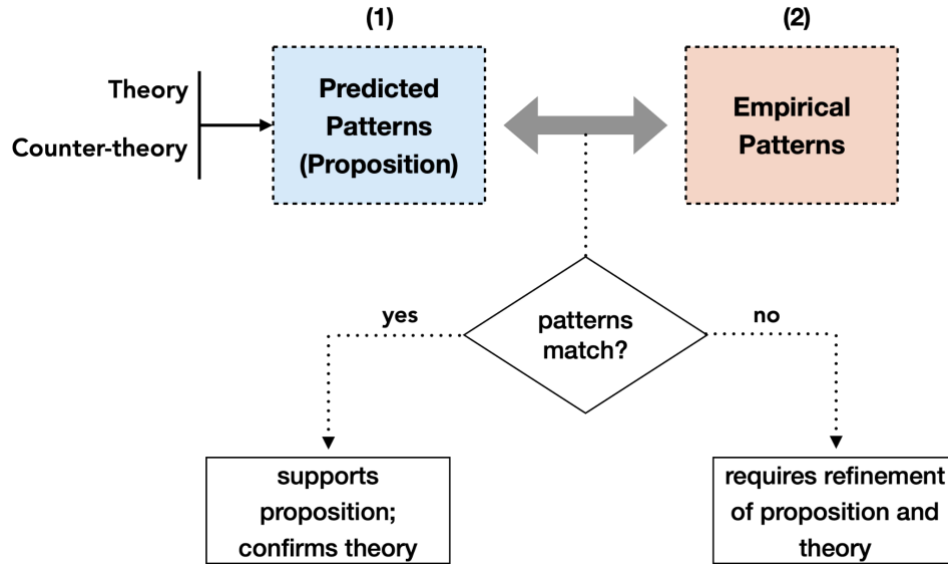 (1)
(2)
Theory
Counter-theory
Predicted
Patterns
(Proposition)
Empirical
Patterns
patterns
match?
yes
no
supports
proposition;
confirms theory
requires refinement
of proposition and
theory